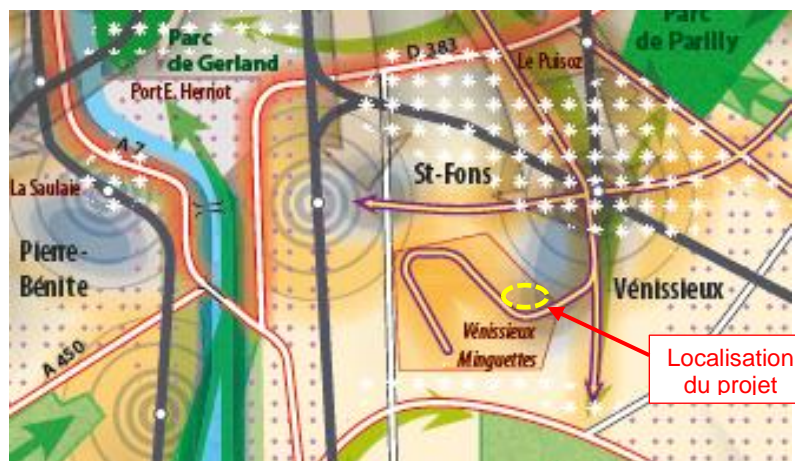 Parc
de Gerland
Port E. Herriot
D 383
Le Puisoz
Parc
de Parilly
A 7
La Saulaie
St-Fons
Pierre-
Bénite
Vénissieux
Vénissieux
Minguettes
A 450
Localisation
du projet